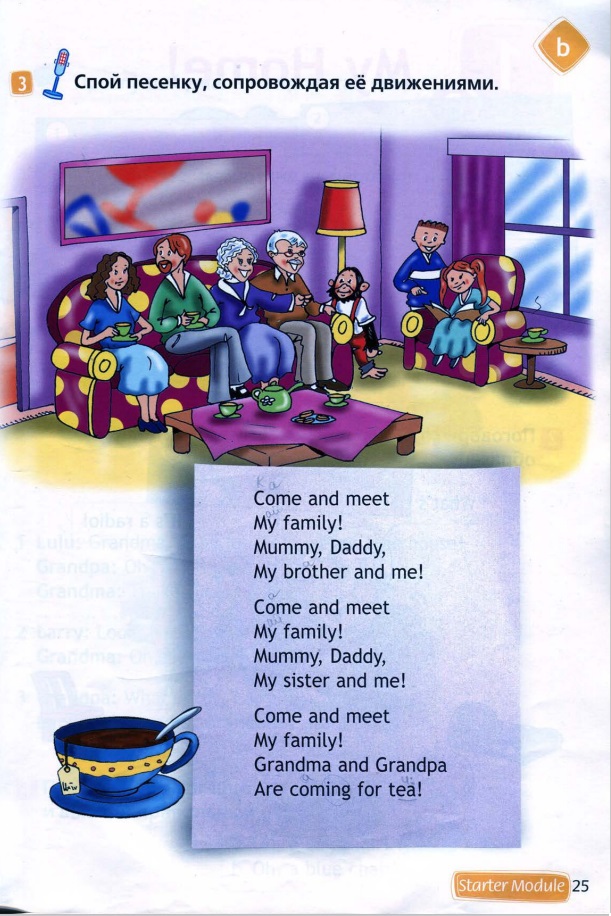 b
3 Спой песенку, сопровождая её движениями.
Come and meet
My family!
Mummy, Daddy,
My brother and me!
Come and meet
My family!
Mummy, Daddy,
My sister and me!
Come and meet
My family!
Grandma and Grandpa
Are coming for tea!
Starter Module 25